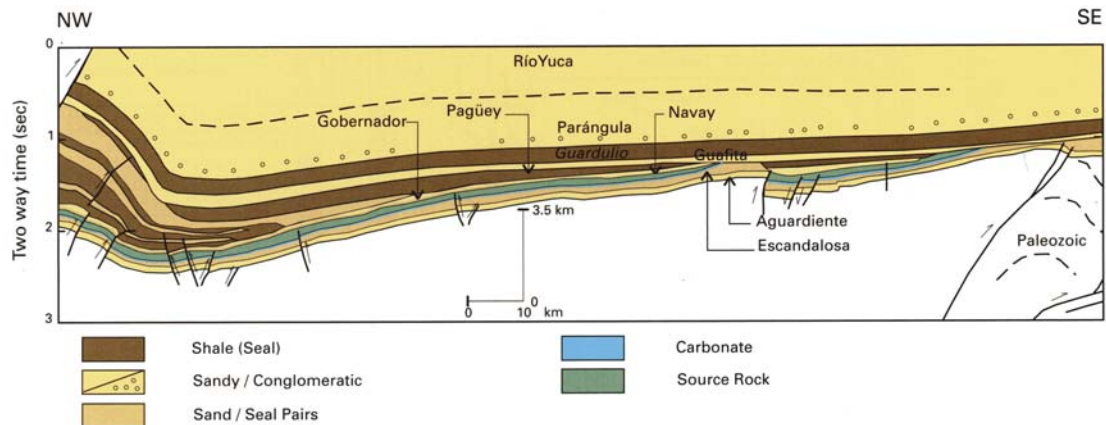 NW
SE
0
1
2
3
Two way time (sec)
RíoYuca
Pagüey
Navay
Gobernador
Parángula
Guardulio
Guafita
3.5 km
Aguardiente
Escandalosa
Paleozoic
0
0
10 km
Shale (Seal)
Carbonate
Sandy / Conglomeratic
Source Rock
Sand / Seal Pairs